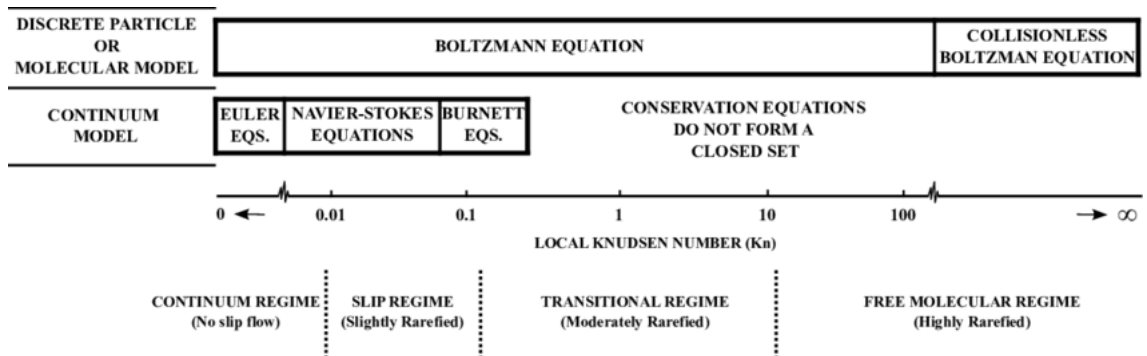 DISCRETE PARTICLE
OR
MOLECULAR MODEL
BOLTZMANN EQUATION
COLLISIONLESS
BOLTZMAN EQUATION
CONTINUUM
MODEL
EULER
EQS.
NAVIER-STOKES
EQUATIONS
BURNETT
EQS.
CONSERVATION EQUATIONS
DO NOT FORM A
CLOSED SET
0 ← 0.01 0.1 1 10 100 → ∞
LOCAL KNUDSEN NUMBER (Kn)
CONTINUUM REGIME
(No slip flow)
SLIP REGIME
(Slightly Rarefied)
TRANSITIONAL REGIME
(Moderately Rarefied)
FREE MOLECULAR REGIME
(Highly Rarefied)